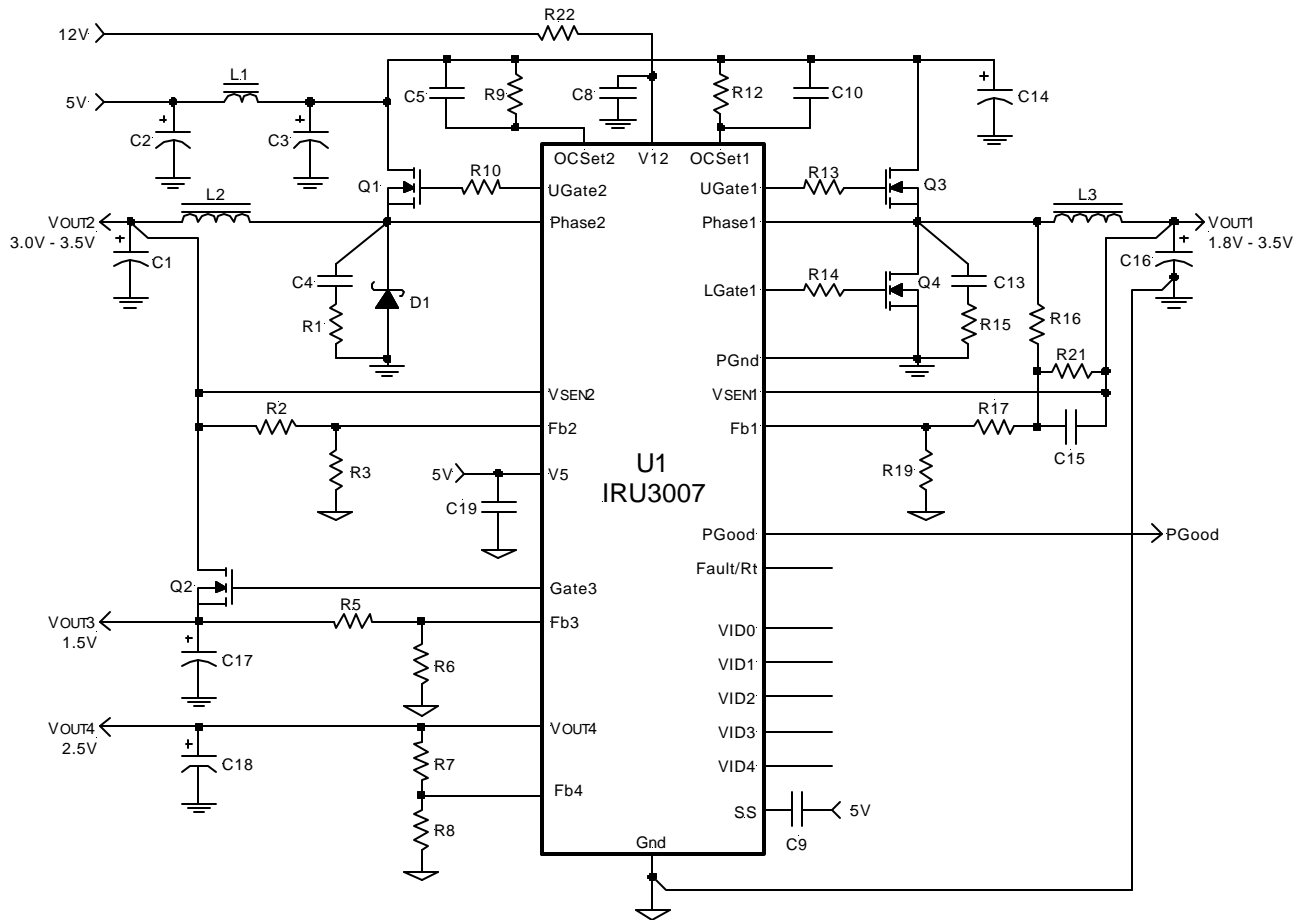 R22
12V
L1
5V
C2
C3
C5
R9
C8
R12
C10
C14
OCSet2
V12
OCSet1
Q1
R10
UGate2
UGate1
R13
Q3
L2
L3
VOUT2
3.0V - 3.5V
Phase2
Phase1
VOUT1
1.8V - 3.5V
C1
C16
C4
R1
D1
LGate1
R14
Q4
C13
R15
R16
PGnd
R21
VSEN2
VSEN1
R2
Fb2
Fb1
R17
C15
R3
R19
5V
V5
C19
U1
IRU3007
PGood
PGood
Fault/Rt
Q2
Gate3
VOUT3
1.5V
R5
Fb3
C17
R6
VID0
VID1
VID2
VID3
VID4
VOUT4
2.5V
VOUT4
C18
R7
Fb4
R8
SS
5V
C9
Gnd